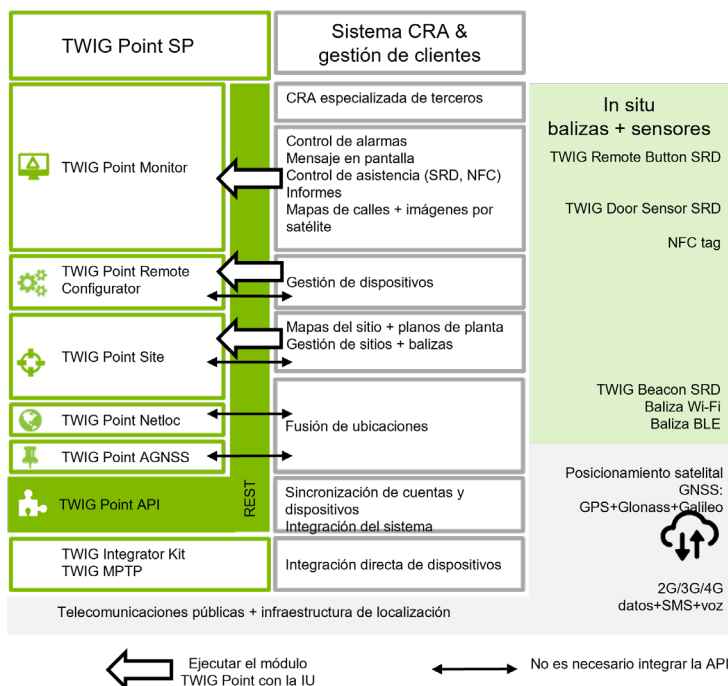 TWIG Point SP
Sistema CRA &
gestión de clientes
CRA especializada de terceros
TWIG Point Monitor
Control de alarmas
Mensaje en pantalla
Control de asistencia (SRD, NFC)
Informes
Mapas de calles + imágenes por
satélite
TWIG Point Remote
Configurator
Gestión de dispositivos
TWIG Point Site
Mapas del sitio + planos de planta
Gestión de sitios + balizas
TWIG Point Netloc
TWIG Point AGNSS
Fusión de ubicaciones
TWIG Point API
REST
Sincronización de cuentas y
dispositivos
Integración del sistema
TWIG Integrator Kit
TWIG MPTP
Integración directa de dispositivos
In situ
balizas + sensores
TWIG Remote Button SRD
TWIG Door Sensor SRD
NFC tag
TWIG Beacon SRD
Baliza Wi-Fi
Baliza BLE
Posicionamiento satelital
GNSS:
GPS+Glonass+Galileo
2G/3G/4G
datos+SMS+voz
Telecomunicaciones públicas + infraestructura de localización
Ejecutar el módulo
TWIG Point con la IU
No es necesario integrar la API